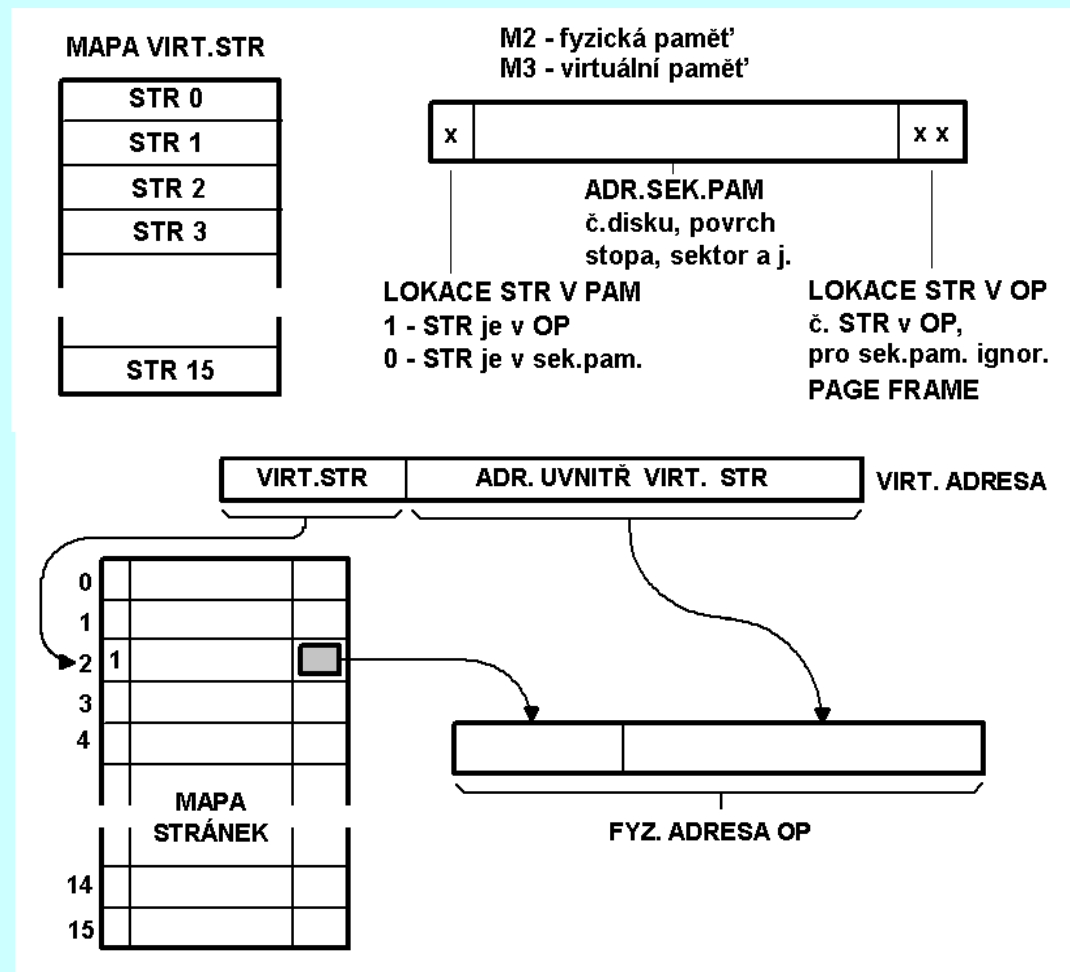 MAPA VIRT.STR
STR 0
STR 1
STR 2
STR 3
STR 15
M2 - fyzická paměť
M3 - virtuální paměť
x
x x
ADR.SEK.PAM
č.disku, povrch
stopa, sektor a j.
LOKACE STR V PAM
1 - STR je v OP
0 - STR je v sek.pam.
LOKACE STR V OP
č. STR v OP,
pro sek.pam. ignor.
PAGE FRAME
VIRT.STR
ADR. UVNITŘ VIRT. STR
VIRT. ADRESA
0
1
2
1
3
4
MAPA
STRÁNEK
14
15
FYZ. ADRESA OP